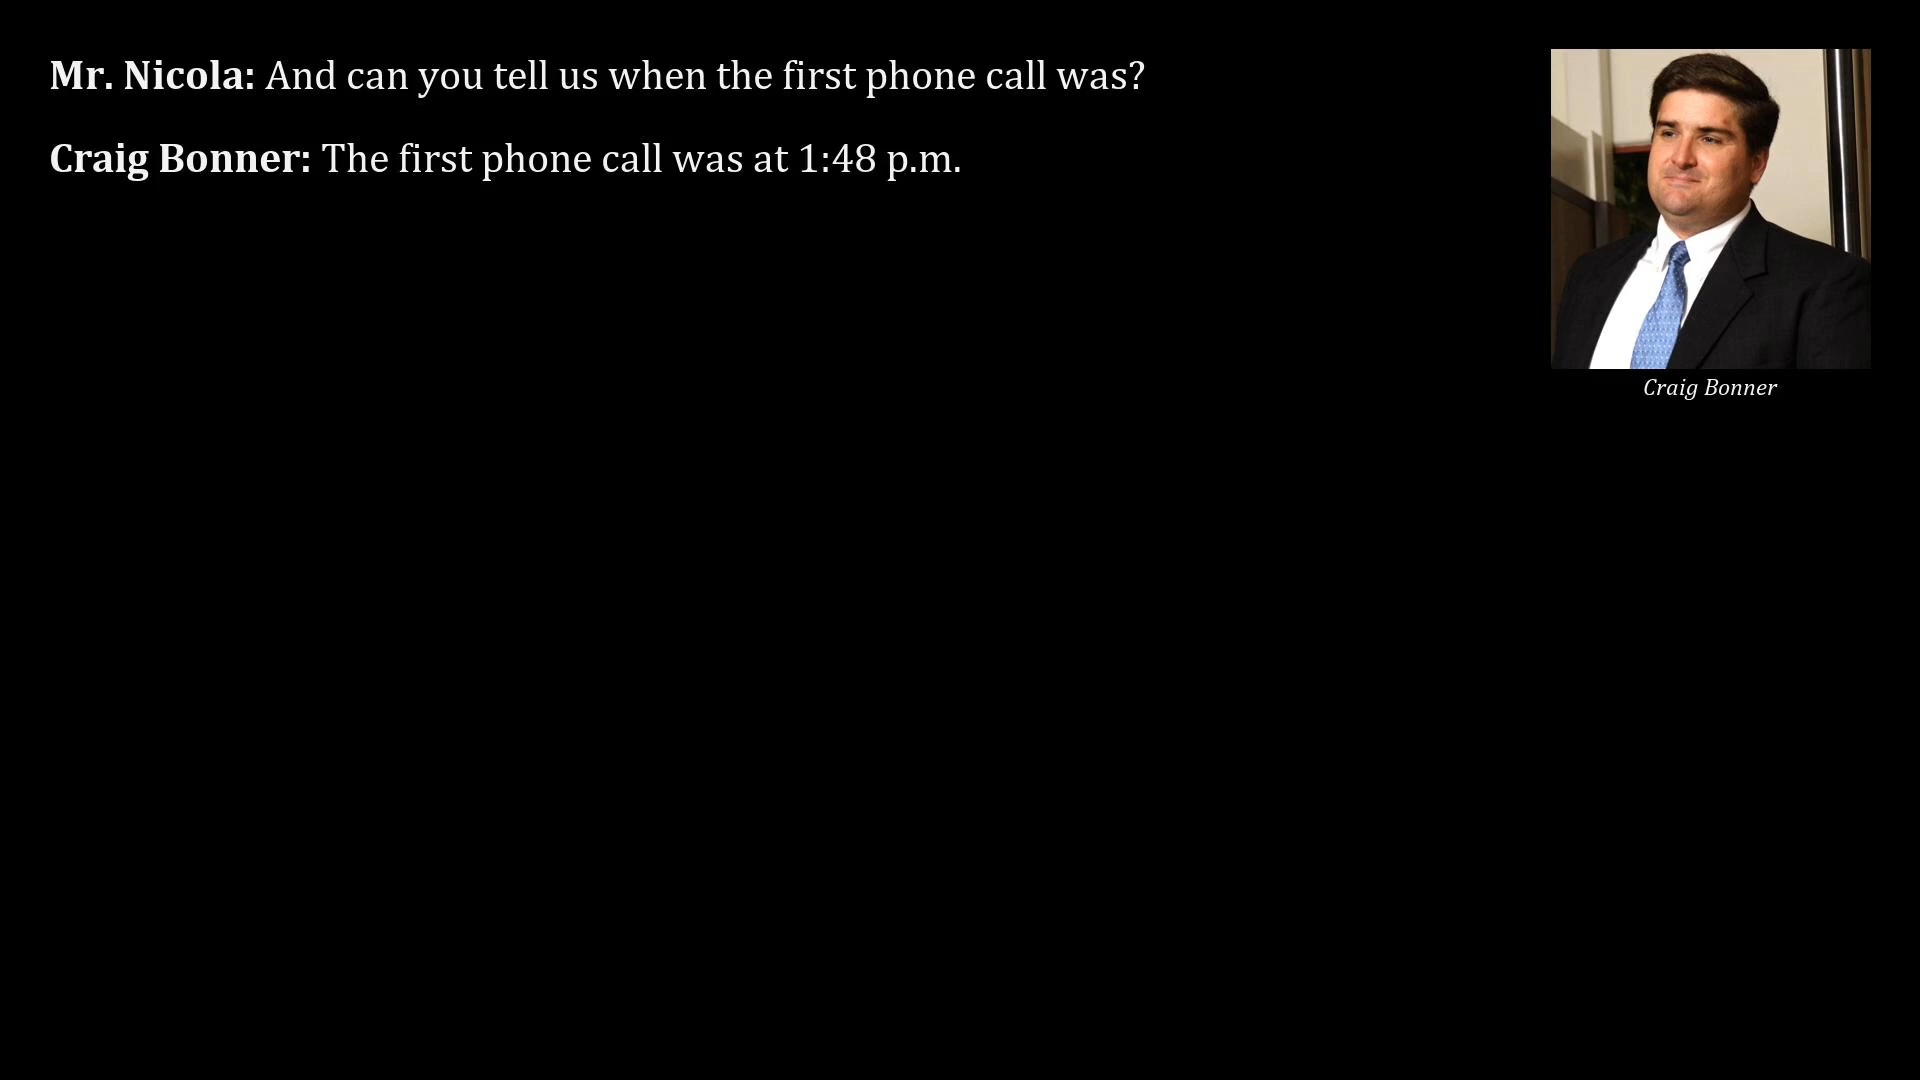 Mr. Nicola: And can you tell us when the first phone call was?
Craig Bonner: The first phone call was at 1:48 p.m.
Craig Bonner